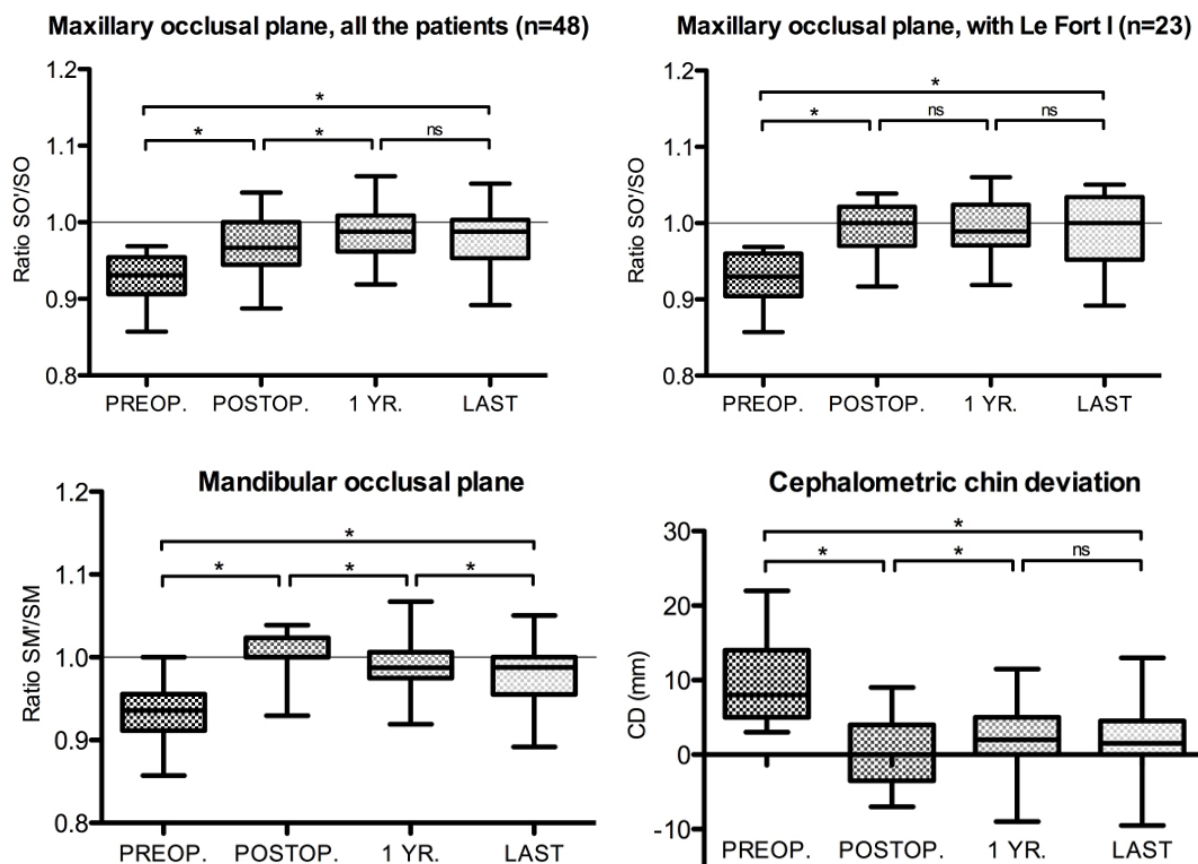 Maxillary occlusal plane, all the patients (n=48)
Ratio SO'/SO
1.2
1.1
1.0
0.9
0.8
*
* * ns
PREOP. POSTOP. 1 YR. LAST
Maxillary occlusal plane, with Le Fort I (n=23)
Ratio SO'/SO
1.2
1.1
1.0
0.9
0.8
*
* ns ns
PREOP. POSTOP. 1 YR. LAST
Mandibular occlusal plane
Ratio SM'/SM
1.2
1.1
1.0
0.9
0.8
*
* * *
PREOP. POSTOP. 1 YR. LAST
Cephalometric chin deviation
CD (mm)
30
20
10
0
-10
*
* * ns
PREOP. POSTOP. 1 YR. LAST